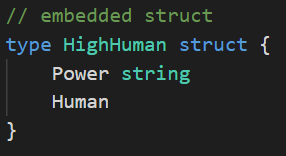 // embedded struct
type HighHuman struct {
    Power string
    Human
}